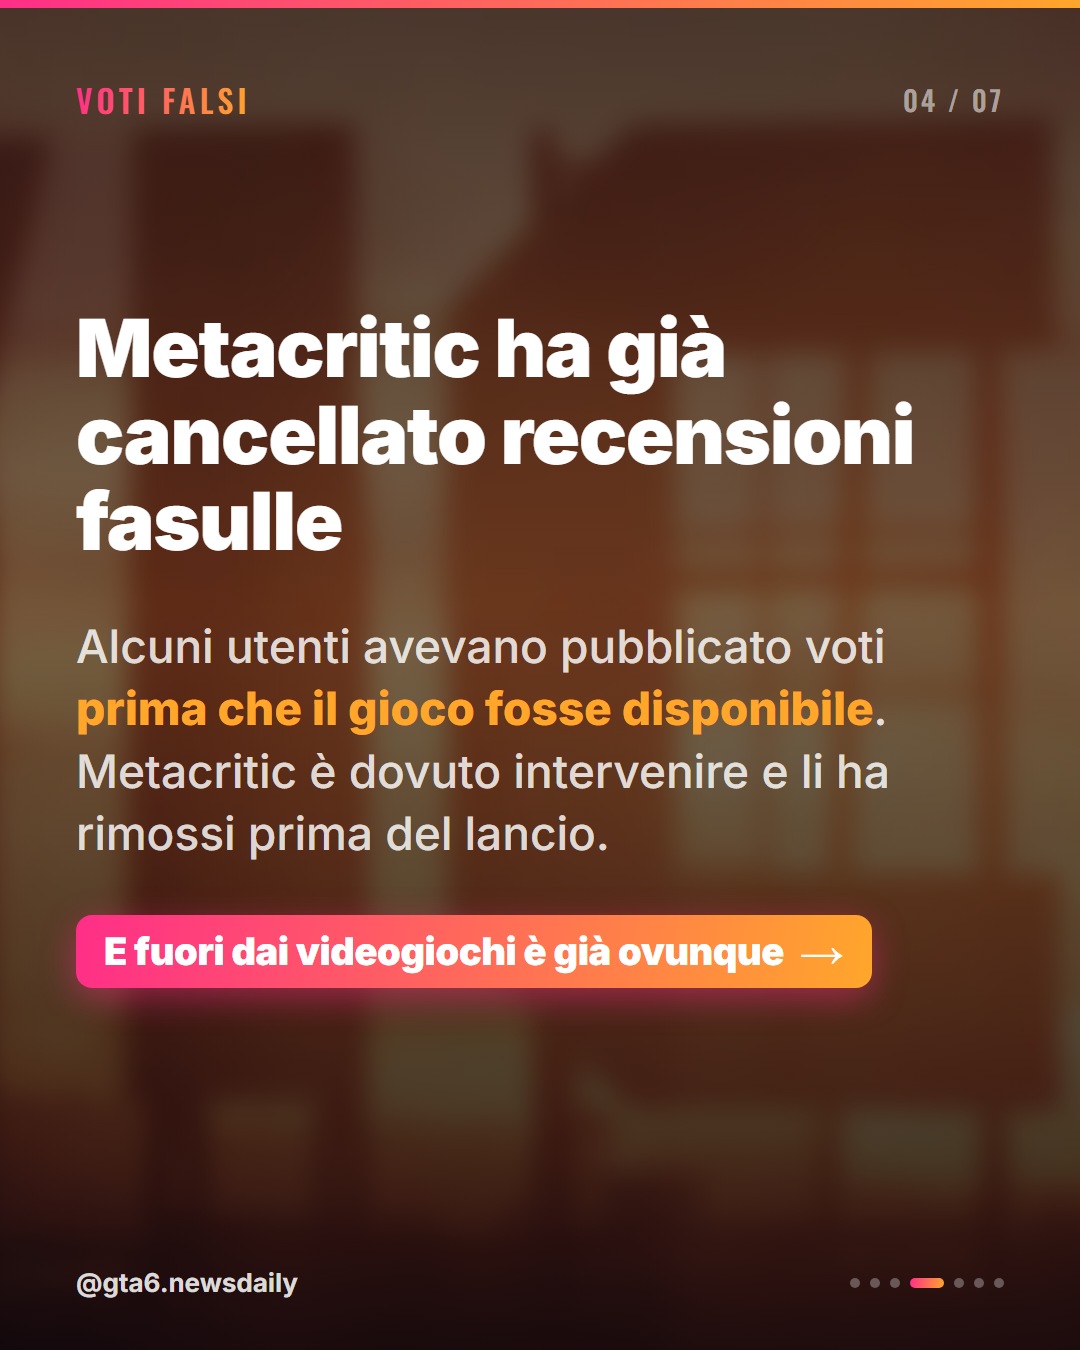 VOTI FALSI
04 / 07
Metacritic ha già
cancellato recensioni
fasulle
Alcuni utenti avevano pubblicato voti
prima che il gioco fosse disponibile.
Metacritic è dovuto intervenire e li ha
rimossi prima del lancio.
E fuori dai videogiochi è già ovunque →
@gta6.newsdaily